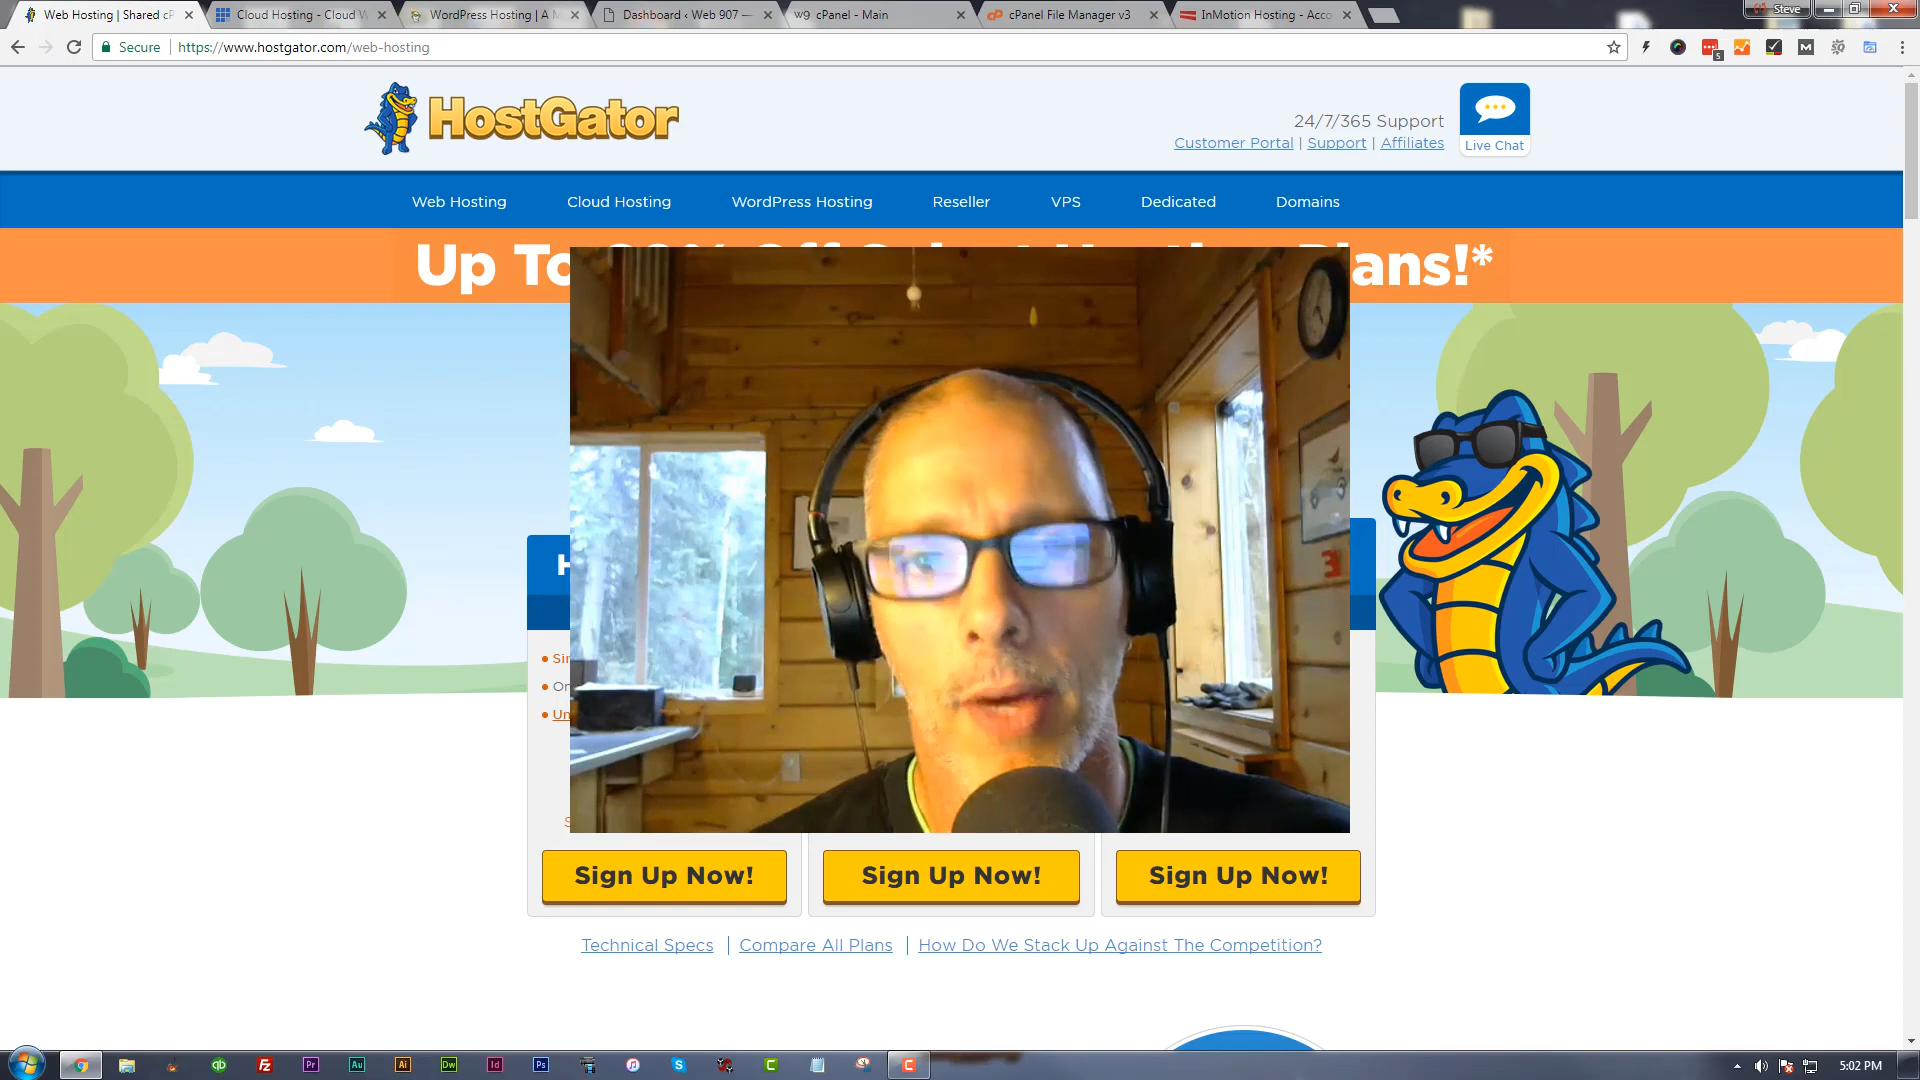 Web Hosting | Shared cP
Cloud Hosting - Cloud W
WordPress Hosting | A M
Dashboard ‹ Web 907 —
cPanel - Main
cPanel File Manager v3
InMotion Hosting - Acco
Steve
Secure
https://www.hostgator.com/web-hosting
HostGator
24/7/365 Support
Customer Portal | Support | Affiliates
Live Chat
Web Hosting
Cloud Hosting
WordPress Hosting
Reseller
VPS
Dedicated
Domains
Up To
ans!*
Sign Up Now!
Sign Up Now!
Sign Up Now!
Technical Specs | Compare All Plans | How Do We Stack Up Against The Competition?
5:02 PM